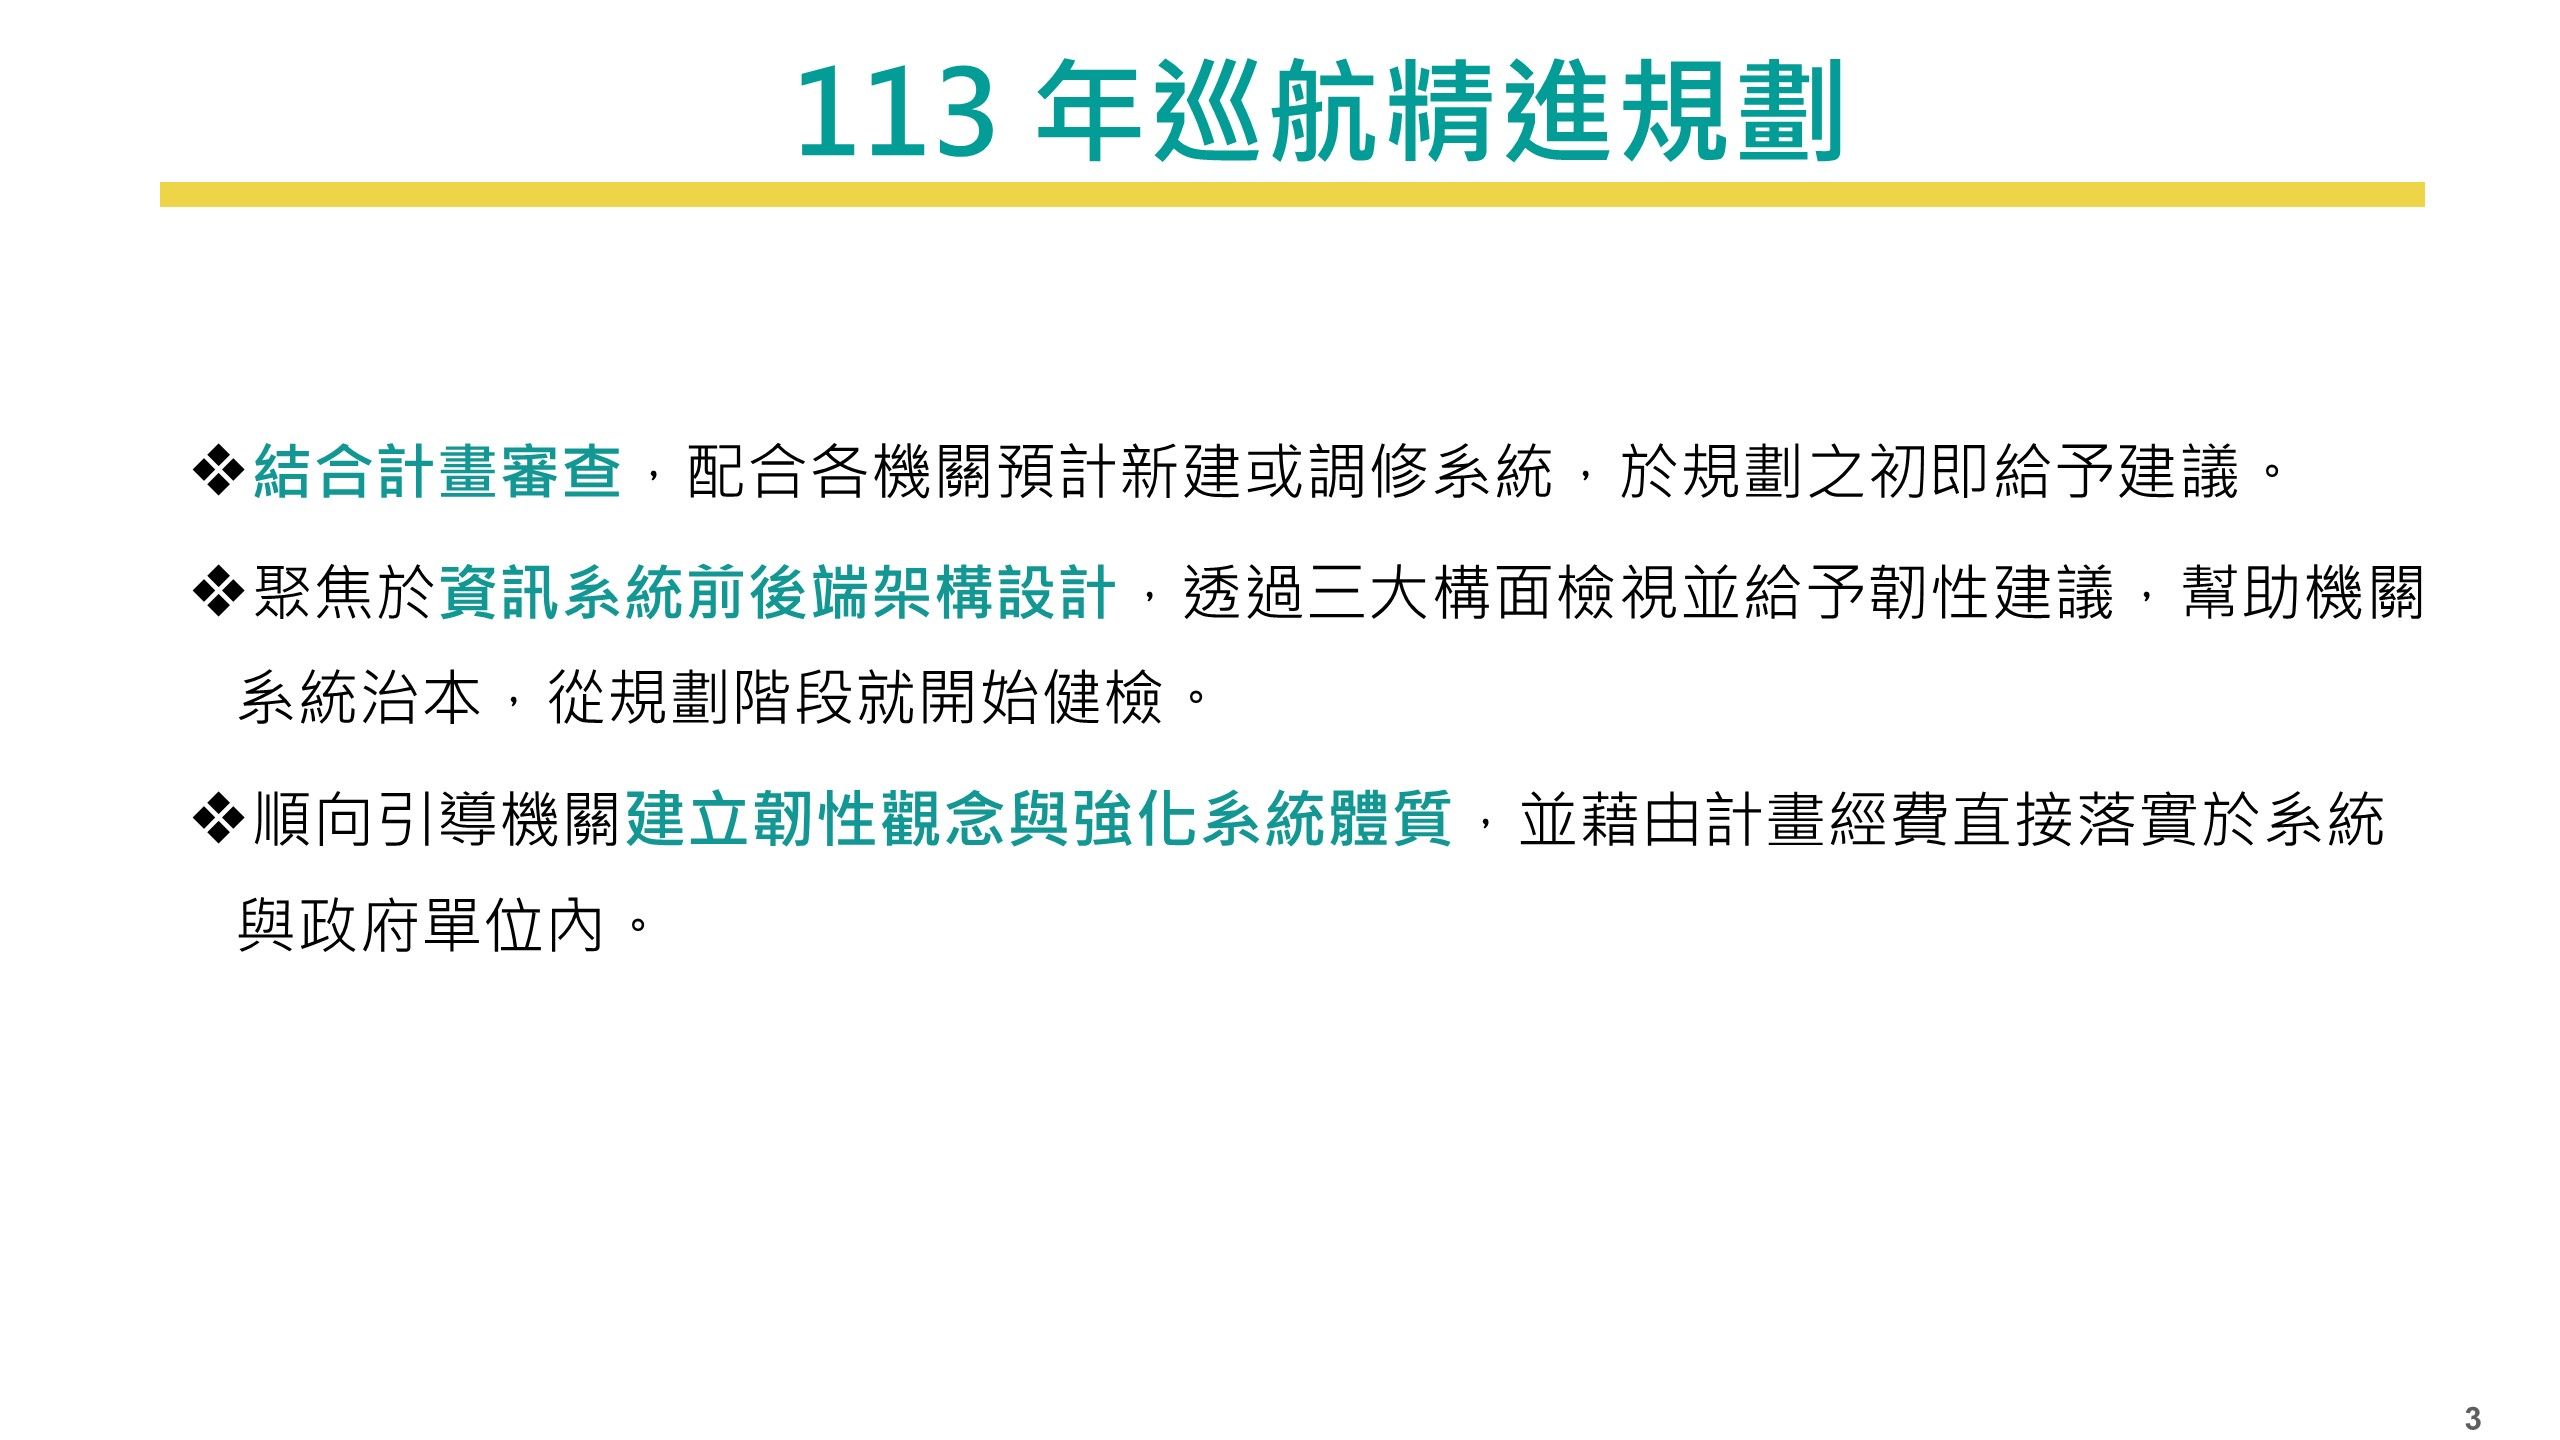 113 年巡航精進規劃
❖結合計畫審查，配合各機關預計新建或調修系統，於規劃之初即給予建議。
❖聚焦於資訊系統前後端架構設計，透過三大構面檢視並給予韌性建議，幫助機關
系統治本，從規劃階段就開始健檢。
❖順向引導機關建立韌性觀念與強化系統體質，並藉由計畫經費直接落實於系統
與政府單位內。
3